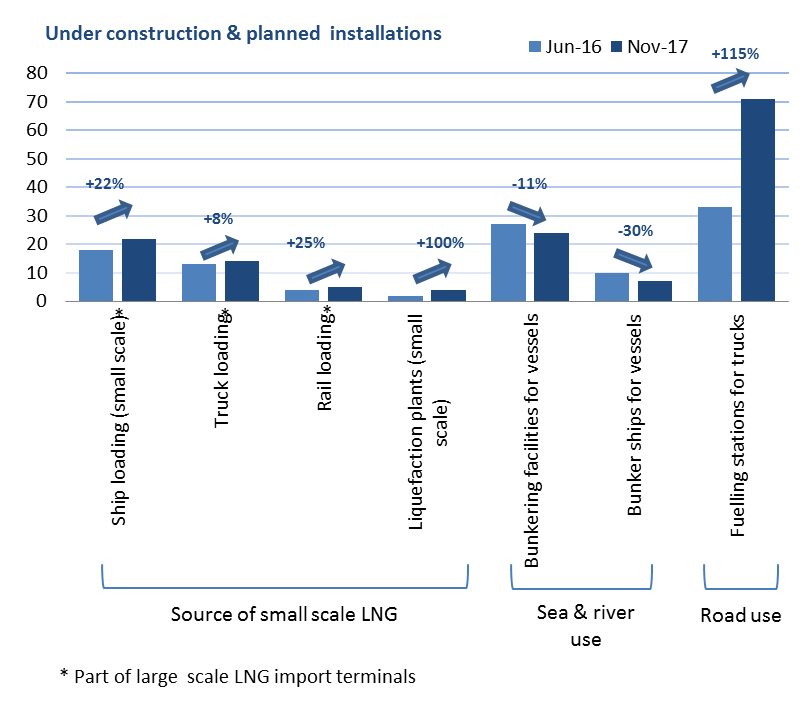 Under construction & planned  installations
Jun-16
Nov-17
80
70
60
50
40
30
20
10
0
+22%
+8%
+25%
+100%
-11%
-30%
+115%
Ship loading (small scale)*
Truck loading*
Rail loading*
Liquefaction plants (small
scale)
Bunkering facilities for vessels
Bunker ships for vessels
Fuelling stations for trucks
Source of small scale LNG
Sea & river
use
Road use
* Part of large  scale LNG import terminals